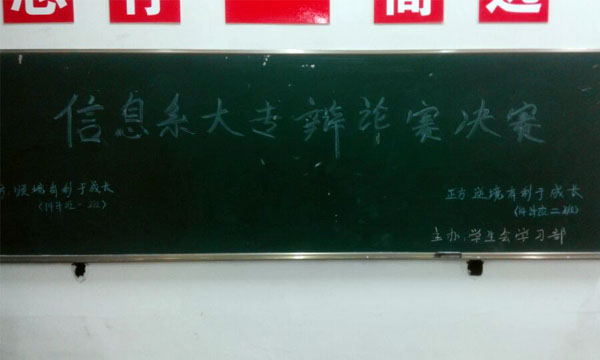 信息系大专辩论赛决赛
方 顺境有利于成长
正方 逆境有利于成长
主办:学生会学习部